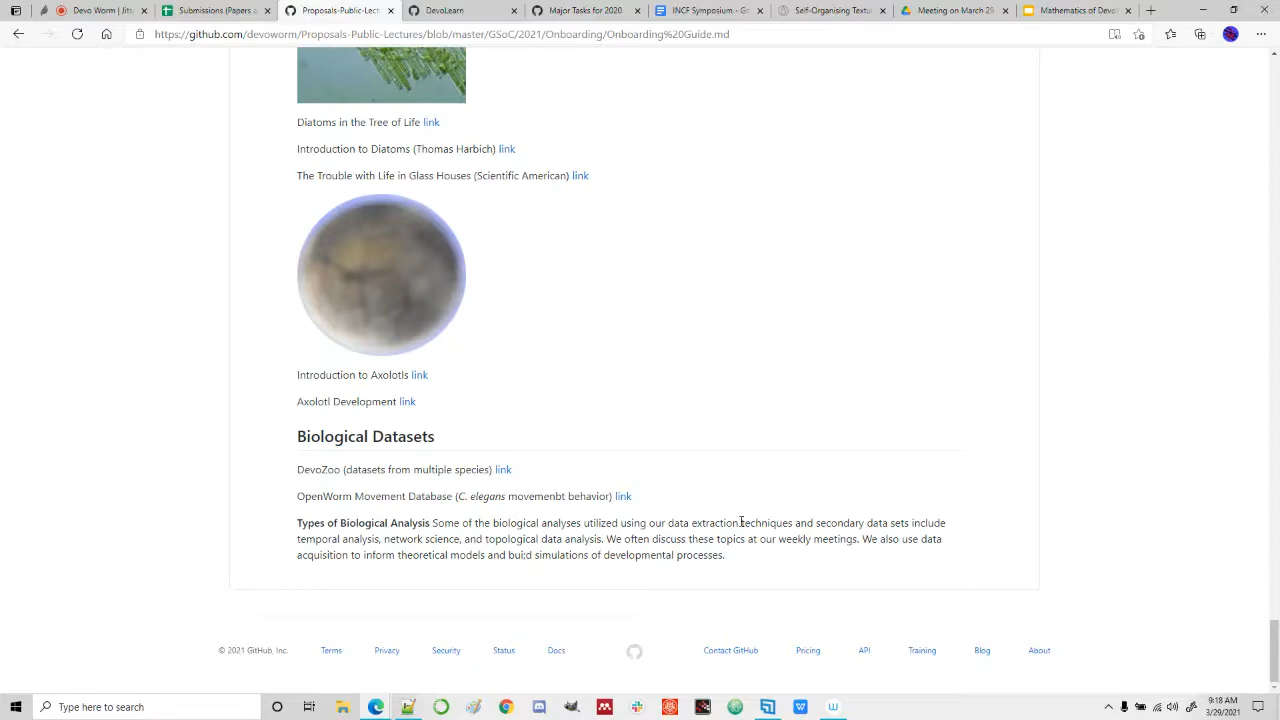 Devo Worm | Jits
Submissions (Papers a
Proposals-Public-Lectur
DevoLearn
Major Tasks for 2020
INCF Symposium - G
Self-Organising Textu
Meeting on March 29
Mathematics of Deve
https://github.com/devoworm/Proposals-Public-Lectures/blob/master/GSoC/2021/Onboarding/Onboarding%20Guide.md
Diatoms in the Tree of Life link
Introduction to Diatoms (Thomas Harbich) link
The Trouble with Life in Glass Houses (Scientific American) link
Introduction to Axolotls link
Axolotl Development link
Biological Datasets
DevoZoo (datasets from multiple species) link
OpenWorm Movement Database (C. elegans movemenbt behavior) link
Types of Biological Analysis Some of the biological analyses utilized using our data extraction techniques and secondary data sets include
temporal analysis, network science, and topological data analysis. We often discuss these topics at our weekly meetings. We also use data
acquisition to inform theoretical models and bui;d simulations of developmental processes.
© 2021 GitHub, Inc. Terms Privacy Security Status Docs Contact GitHub Pricing API Training Blog About
Type here to search
9:18 AM
3/29/2021